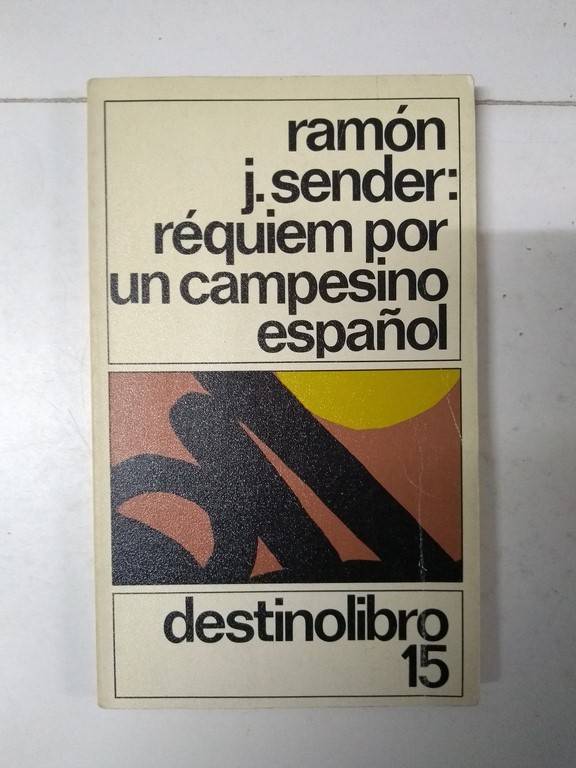 ramón
j. sender:
réquiem por
un campesino
español
destinolibro
15